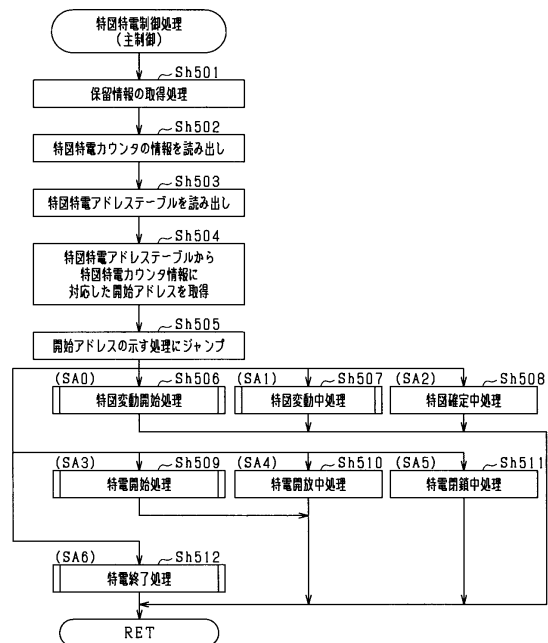 特図特電制御処理
(主制御)
Sh501
保留情報の取得処理
Sh502
特図特電カウンタの情報を読み出し
Sh503
特図特電アドレステーブルを読み出し
Sh504
特図特電アドレステーブルから
特図特電カウンタ情報に
対応した開始アドレスを取得
Sh505
開始アドレスの示す処理にジャンプ
(SA0) Sh506 (SA1) Sh507 (SA2) Sh508
特図変動開始処理 特図変動中処理 特図確定中処理
(SA3) Sh509 (SA4) Sh510 (SA5) Sh511
特電開始処理 特電開放中処理 特電閉鎖中処理
(SA6) Sh512
特電終了処理
RET